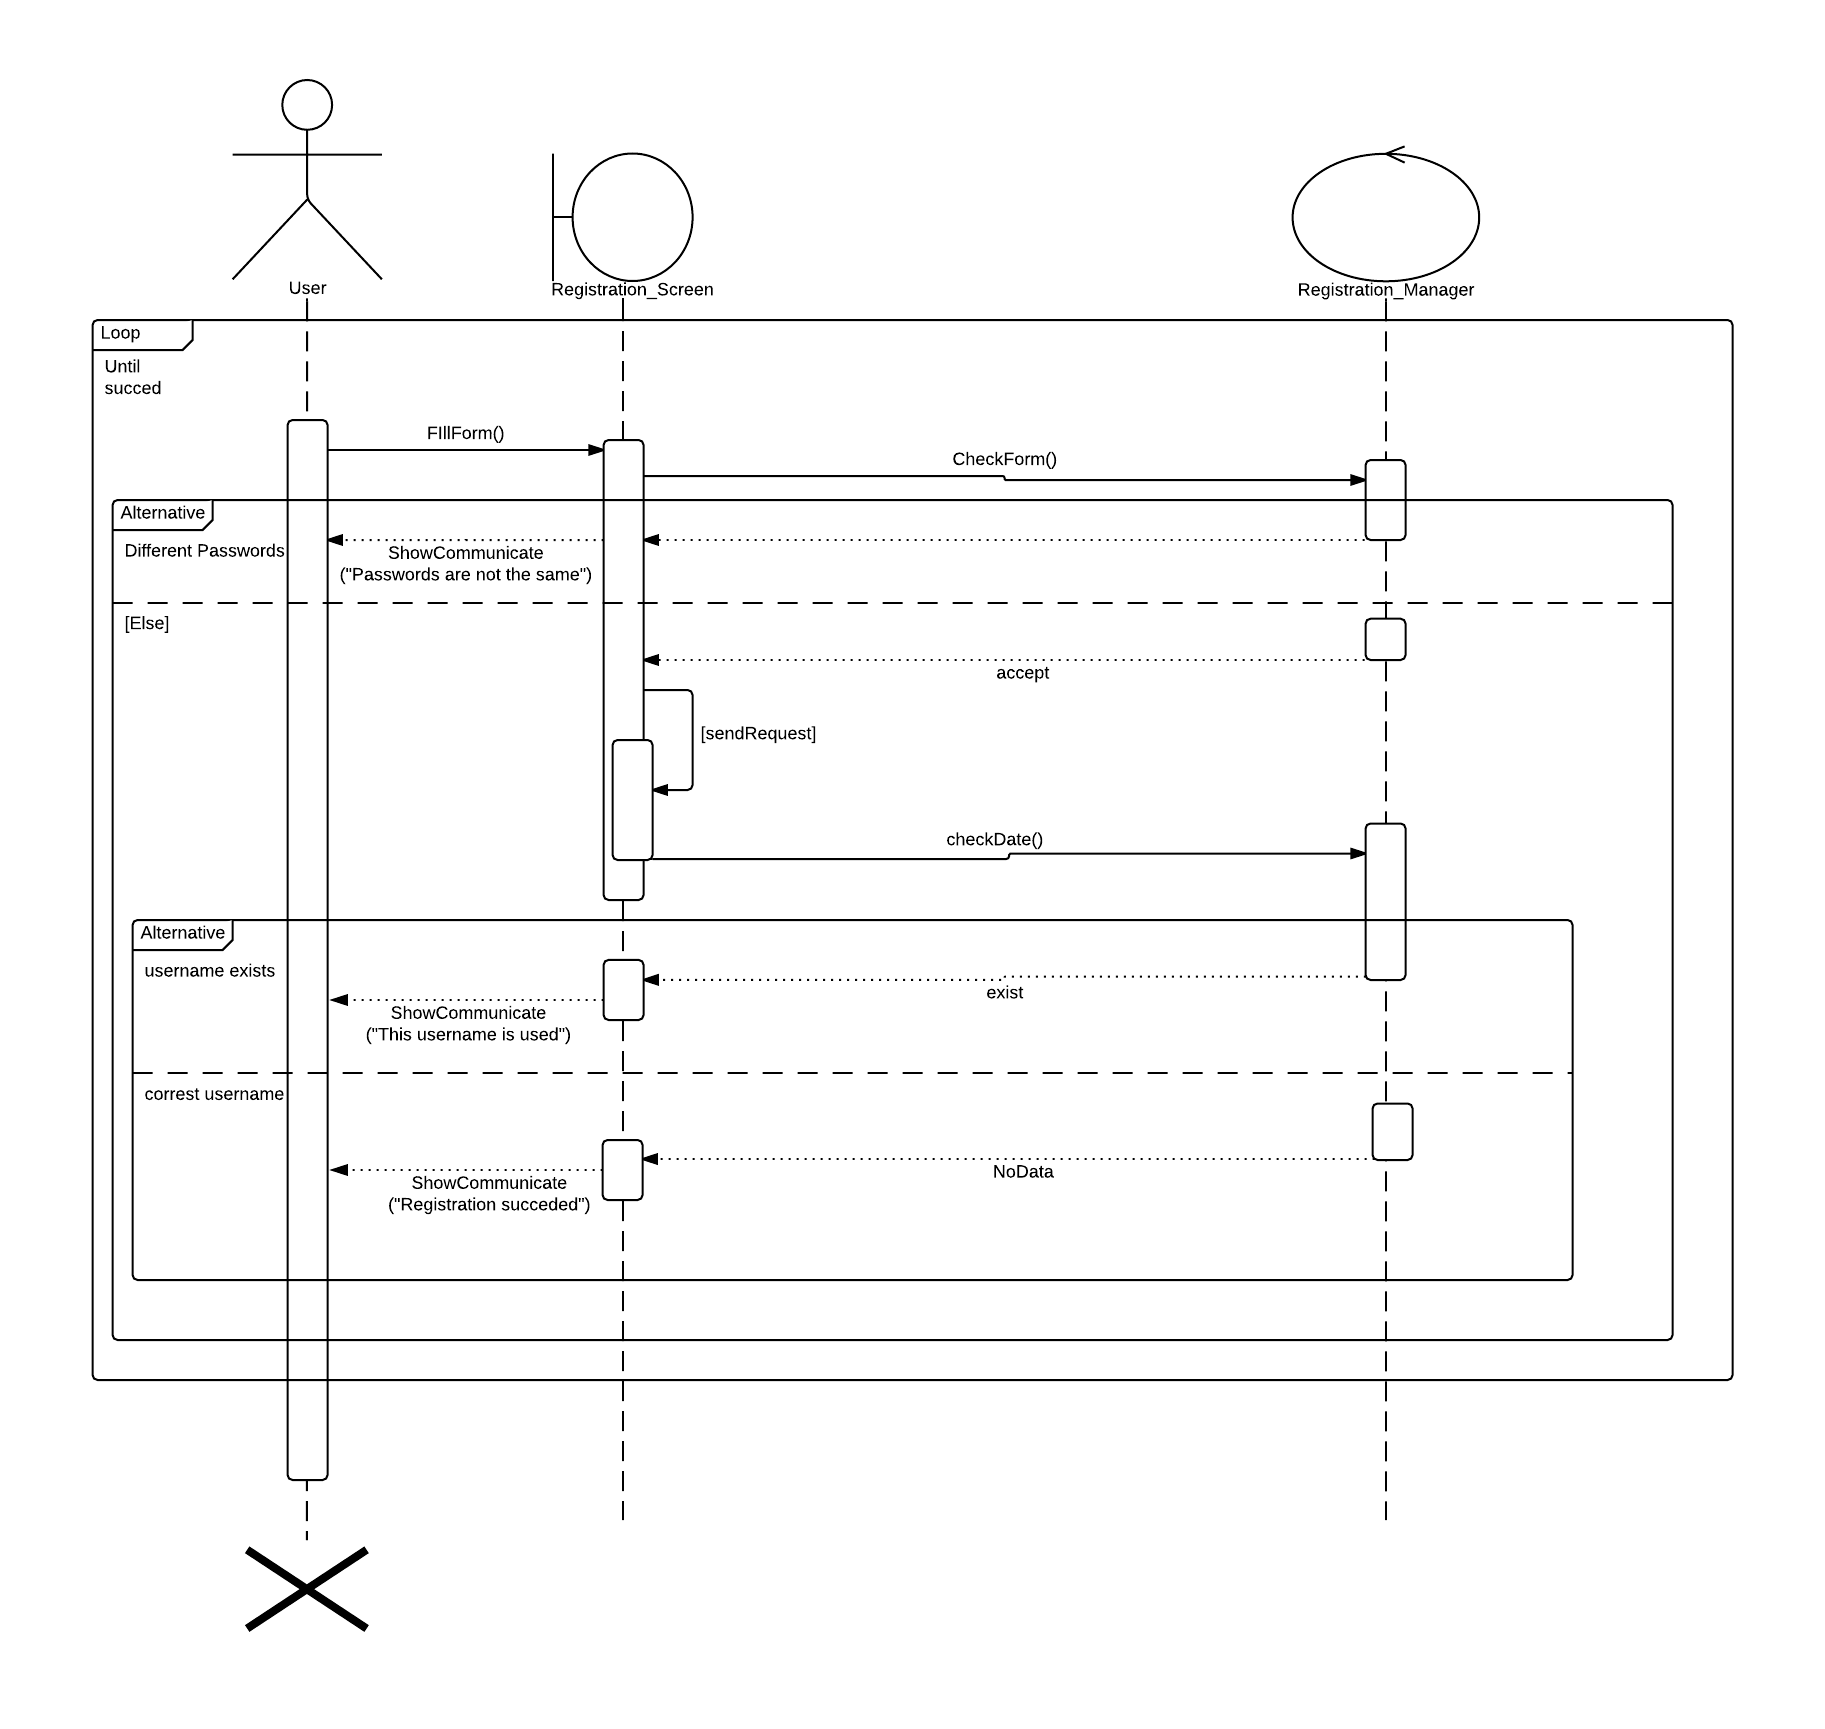 User
Registration_Screen
Registration_Manager
Loop
Until
succed
FIllForm()
CheckForm()
Alternative
Different Passwords
ShowCommunicate
("Passwords are not the same")
[Else]
accept
[sendRequest]
checkDate()
Alternative
username exists
exist
ShowCommunicate
("This username is used")
correst username
NoData
ShowCommunicate
("Registration succeded")